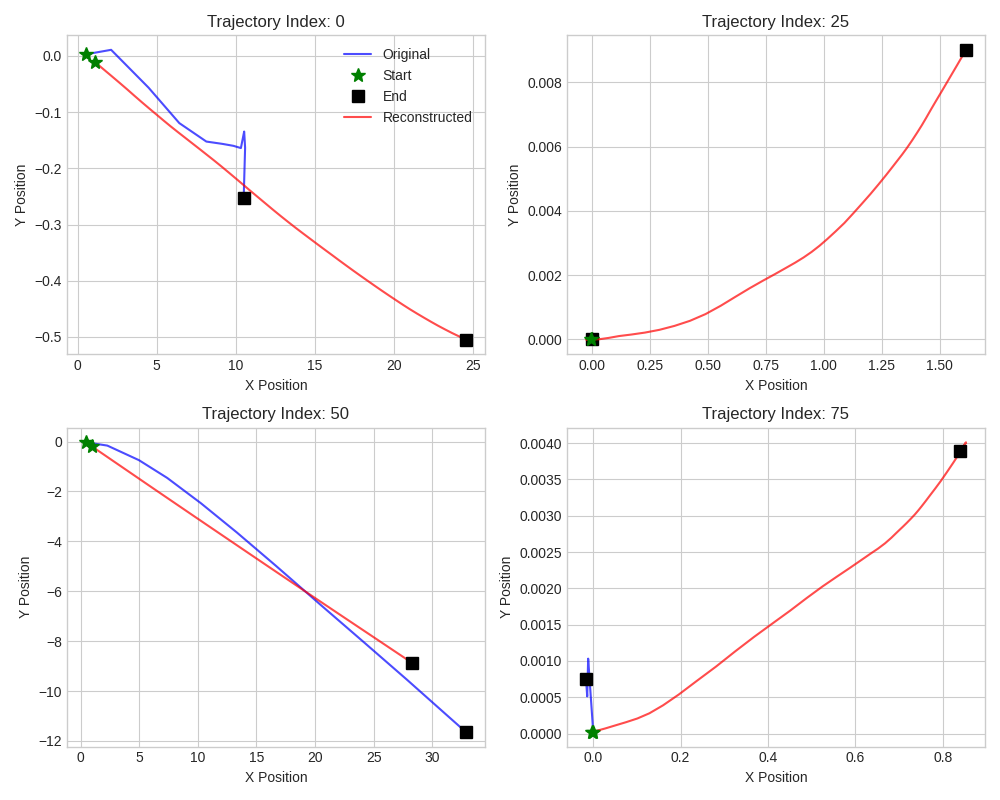 Trajectory Index: 0
0.0
−0.1
−0.2
−0.3
−0.4
−0.5
Y Position
Original
Start
End
Reconstructed
0 5 10 15 20 25
X Position
Trajectory Index: 25
0.008
0.006
0.004
0.002
0.000
Y Position
0.00 0.25 0.50 0.75 1.00 1.25 1.50
X Position
Trajectory Index: 50
0
−2
−4
−6
−8
−10
−12
Y Position
0 5 10 15 20 25 30
X Position
Trajectory Index: 75
0.0040
0.0035
0.0030
0.0025
0.0020
0.0015
0.0010
0.0005
0.0000
Y Position
0.0 0.2 0.4 0.6 0.8
X Position